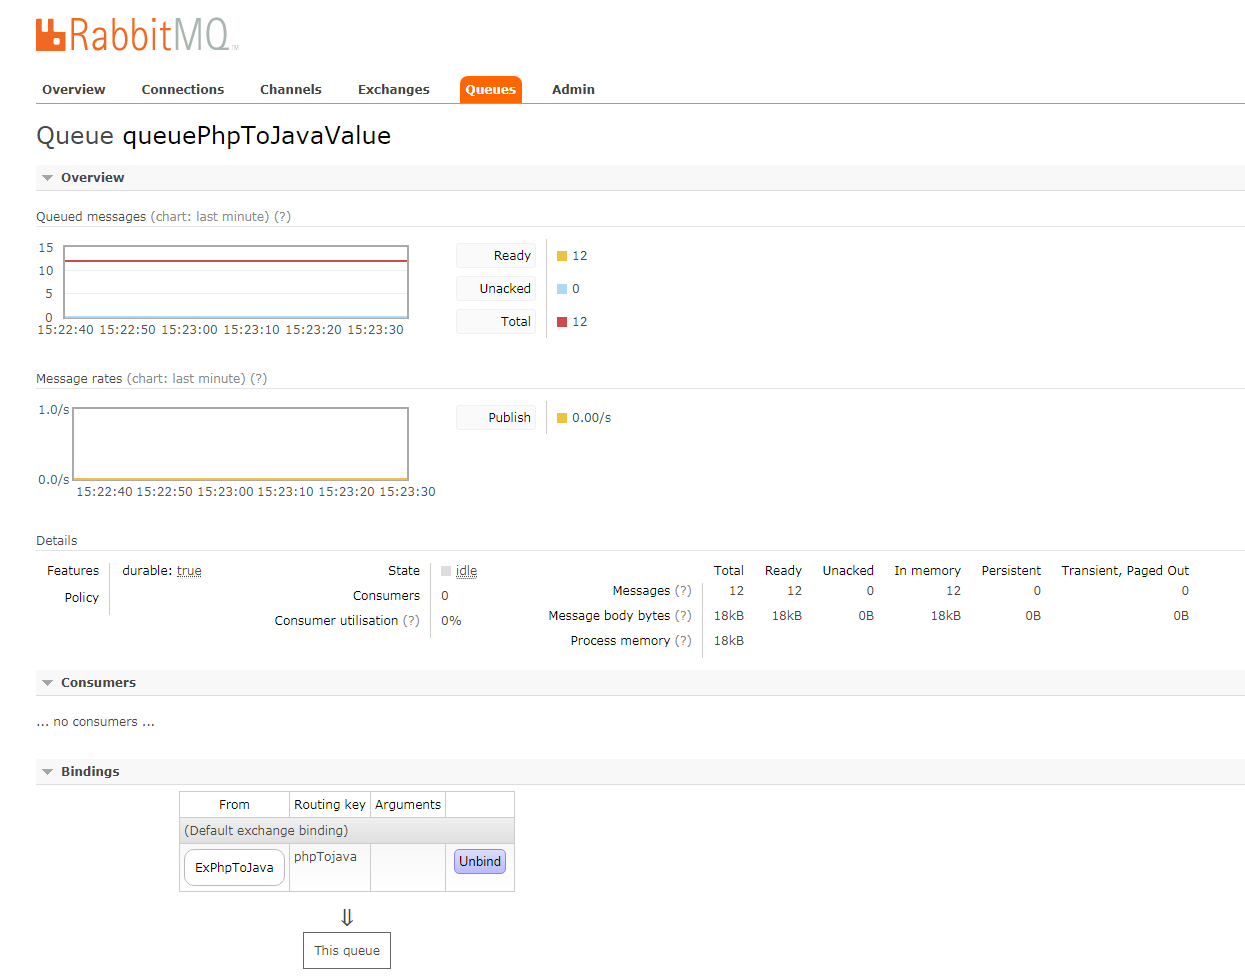 RabbitMQ™
Overview Connections Channels Exchanges Queues Admin
Queue queuePhpToJavaValue
Overview
Queued messages (chart: last minute) (?)
15
10
5
0
15:22:40 15:22:50 15:23:00 15:23:10 15:23:20 15:23:30
Ready 12
Unacked 0
Total 12
Message rates (chart: last minute) (?)
1.0/s
0.0/s
15:22:40 15:22:50 15:23:00 15:23:10 15:23:20 15:23:30
Publish 0.00/s
Details
Features durable: true
Policy
State idle
Consumers 0
Consumer utilisation (?) 0%
Total Ready Unacked In memory Persistent Transient, Paged Out
Messages (?) 12 12 0 12 0 0
Message body bytes (?) 18kB 18kB 0B 18kB 0B 0B
Process memory (?) 18kB
Consumers
... no consumers ...
Bindings
From Routing key Arguments
(Default exchange binding)
ExPhpToJava phpTojava Unbind
⇓
This queue